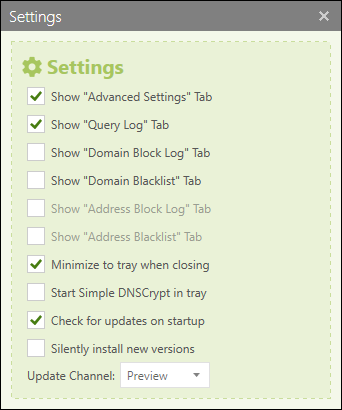 Settings
Settings
Show "Advanced Settings" Tab
Show "Query Log" Tab
Show "Domain Block Log" Tab
Show "Domain Blacklist" Tab
Show "Address Block Log" Tab
Show "Address Blacklist" Tab
Minimize to tray when closing
Start Simple DNSCrypt in tray
Check for updates on startup
Silently install new versions
Update Channel: Preview